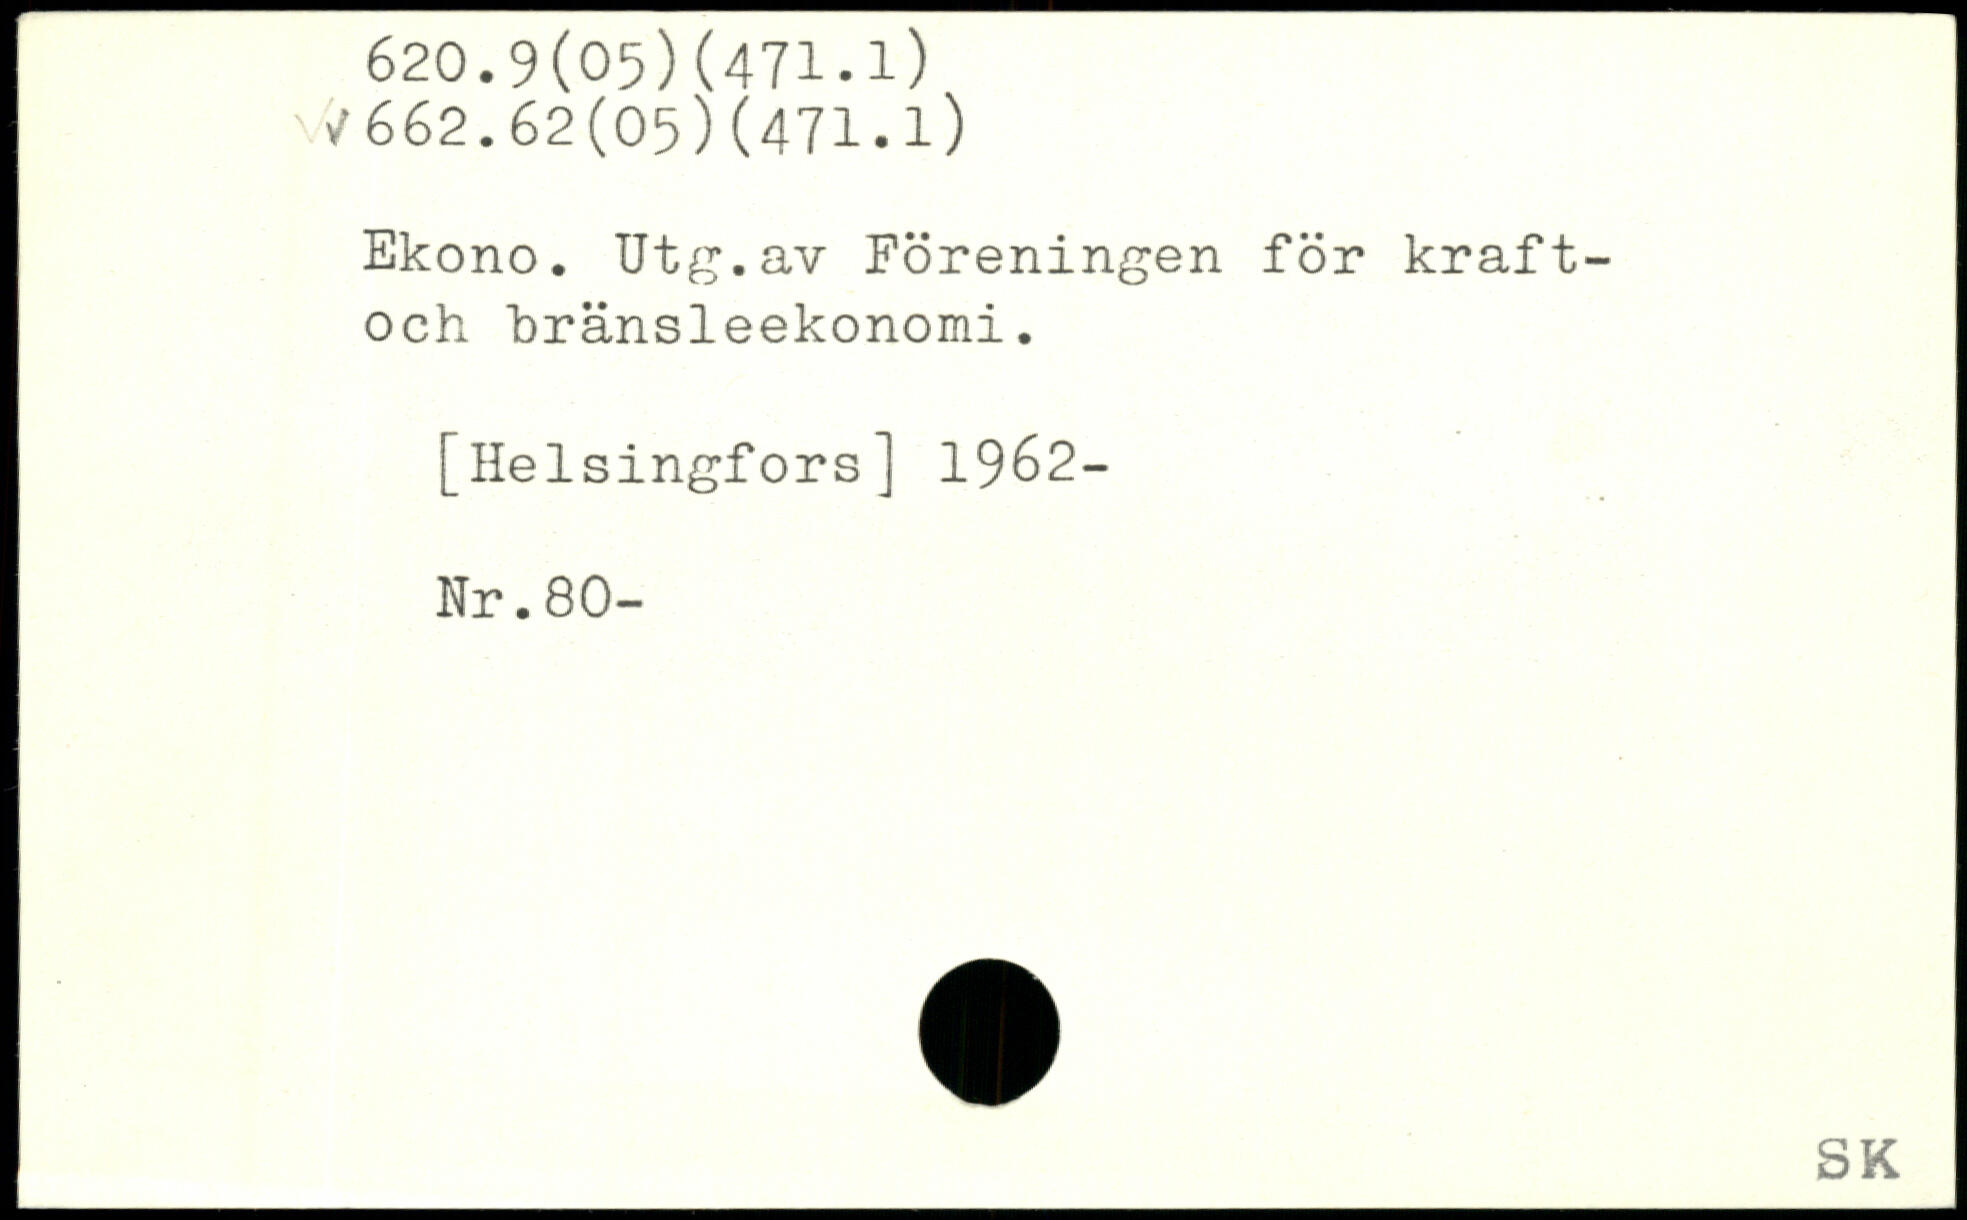 620.9(05)(471.1)
✓✓662.62(05)(471.1)
Ekono. Utg.av Föreningen för kraft-
och bränsleekonomi.
[Helsingfors] 1962-
Nr.80-
SK